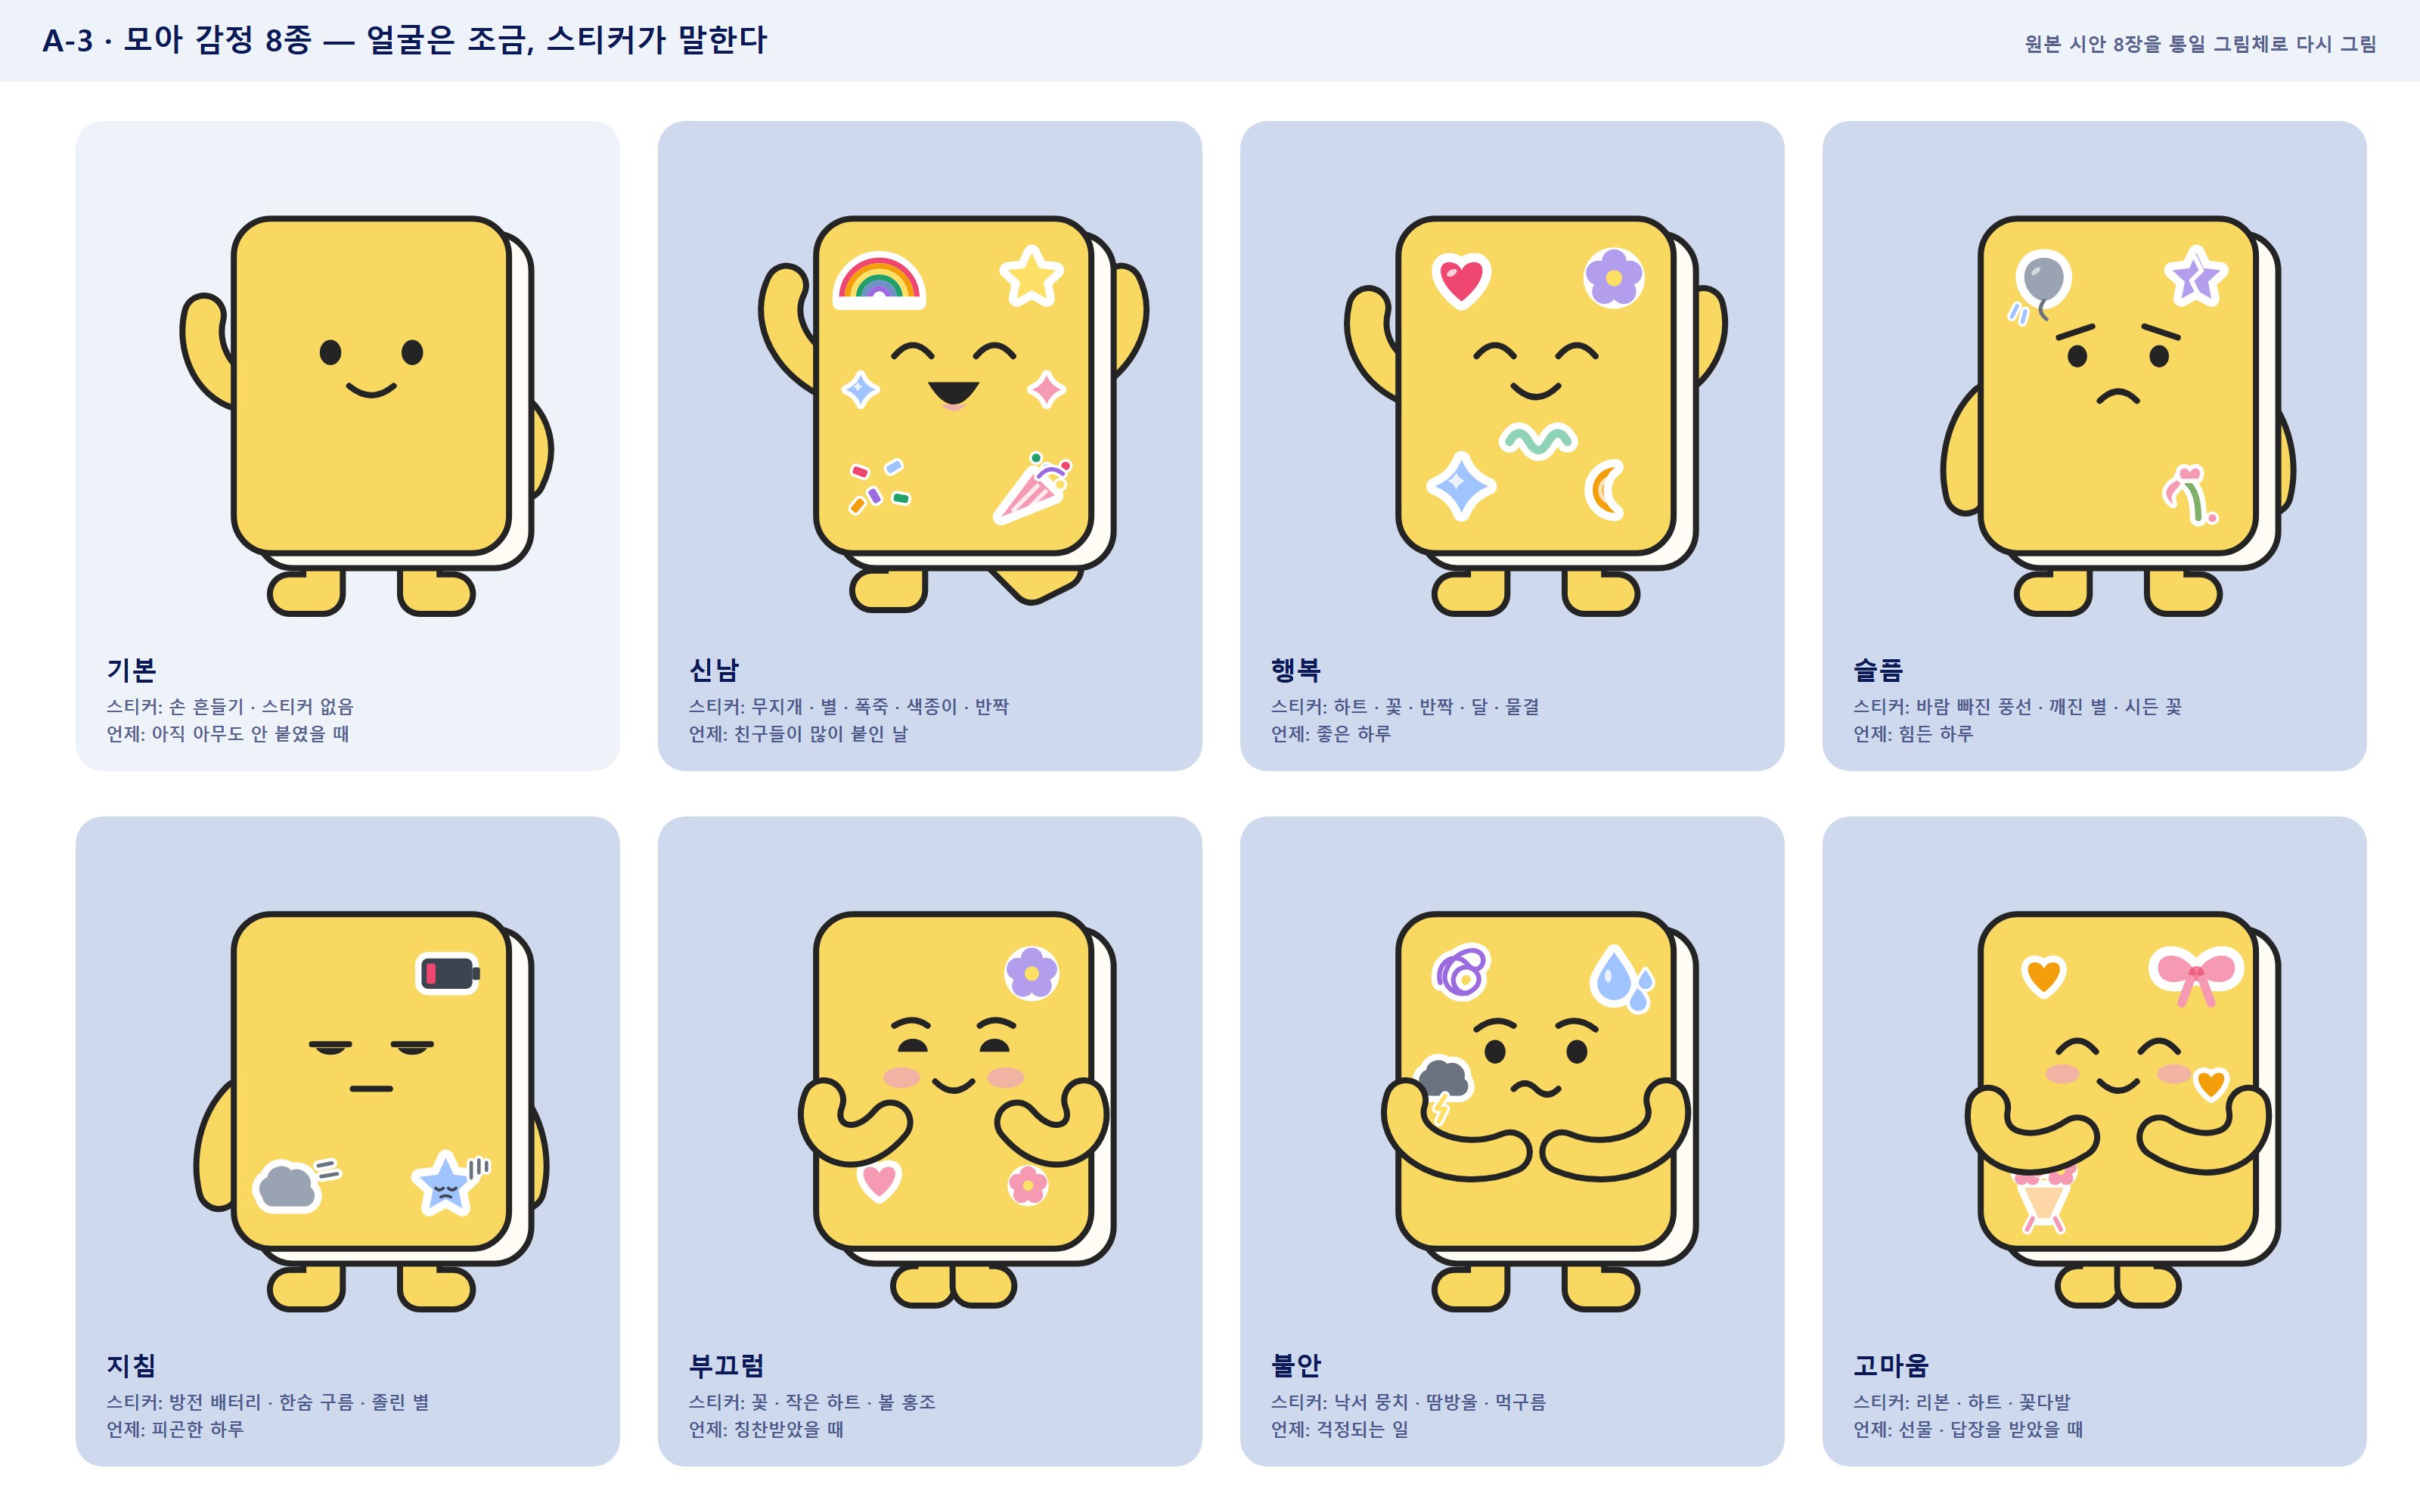 A-3 · 모아 감정 8종 — 얼굴은 조금, 스티커가 말한다
원본 시안 8장을 통일 그림체로 다시 그림
기본
스티커: 손 흔들기 · 스티커 없음
언제: 아직 아무도 안 붙였을 때
신남
스티커: 무지개 · 별 · 폭죽 · 색종이 · 반짝
언제: 친구들이 많이 붙인 날
행복
스티커: 하트 · 꽃 · 반짝 · 달 · 물결
언제: 좋은 하루
슬픔
스티커: 바람 빠진 풍선 · 깨진 별 · 시든 꽃
언제: 힘든 하루
지침
스티커: 방전 배터리 · 한숨 구름 · 졸린 별
언제: 피곤한 하루
부끄럼
스티커: 꽃 · 작은 하트 · 볼 홍조
언제: 칭찬받았을 때
불안
스티커: 낙서 뭉치 · 땀방울 · 먹구름
언제: 걱정되는 일
고마움
스티커: 리본 · 하트 · 꽃다발
언제: 선물 · 답장을 받았을 때